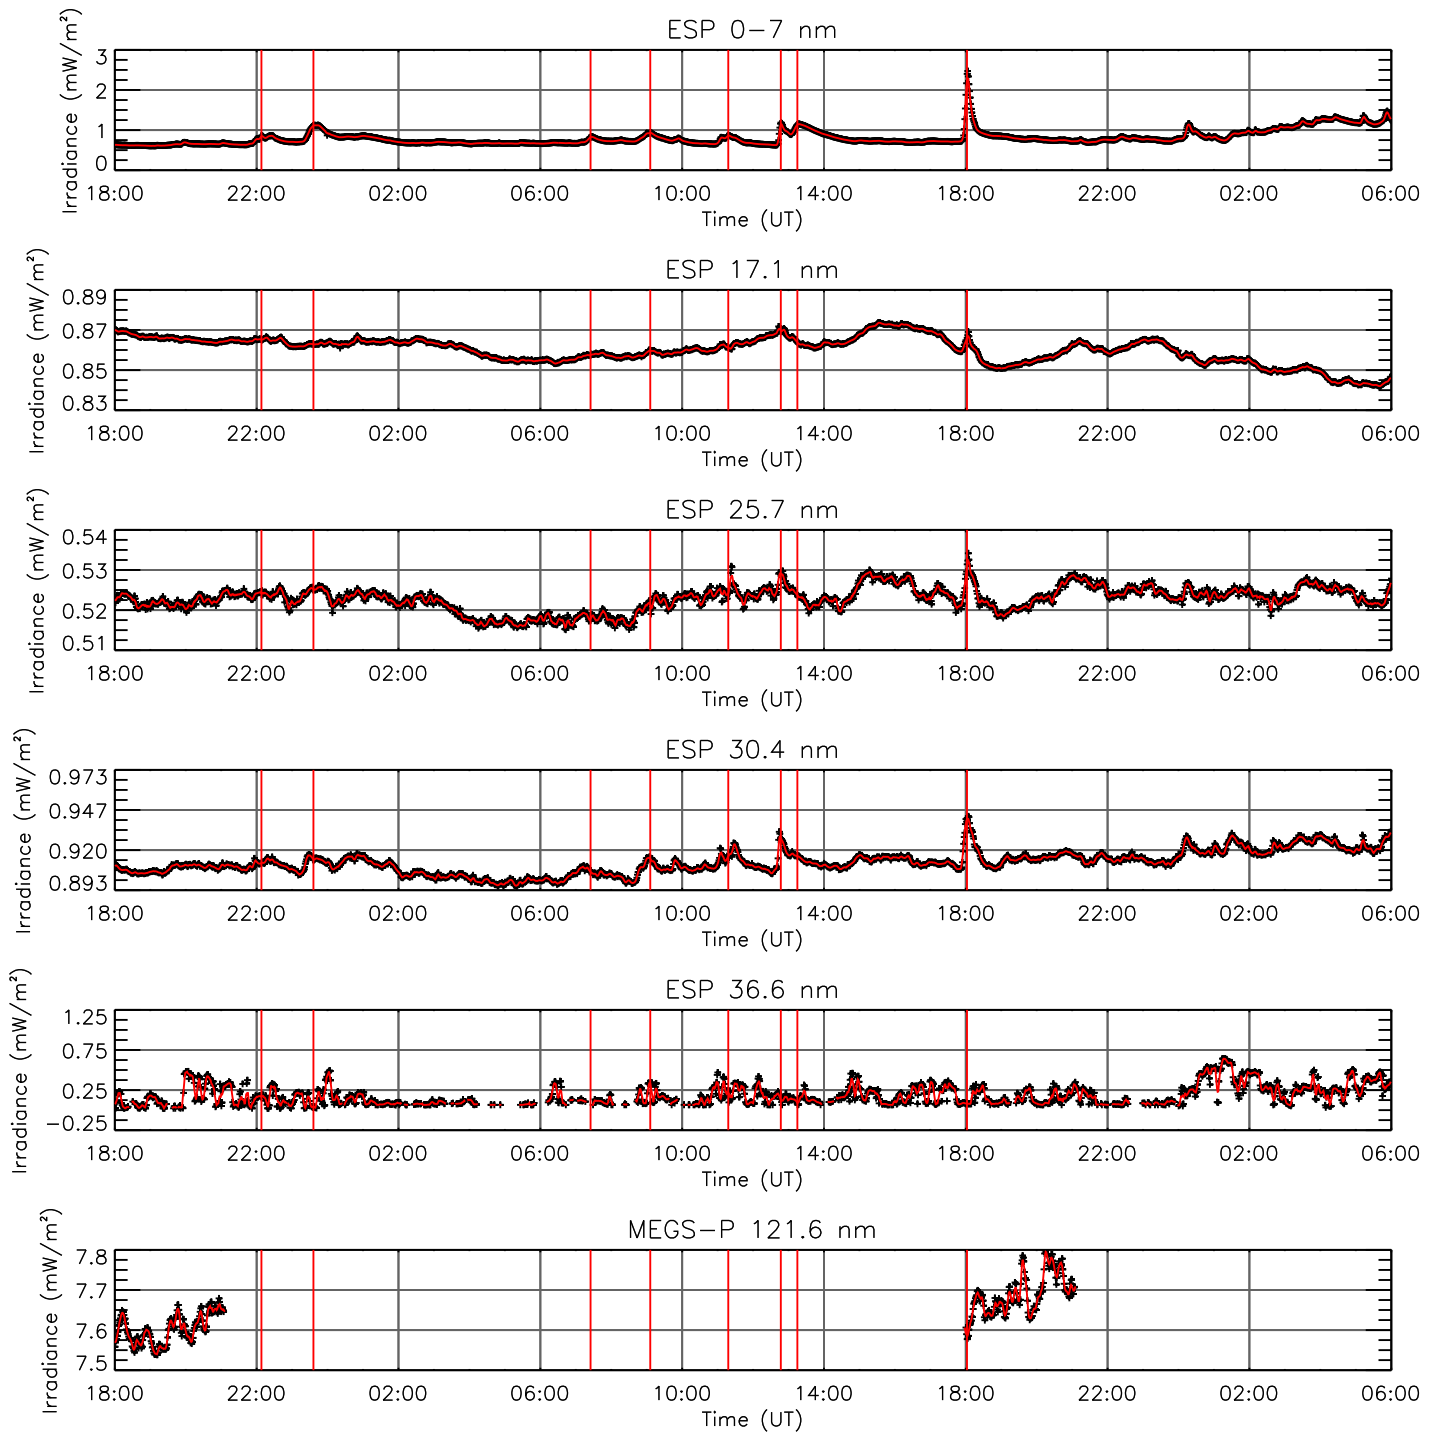 ESP 0-7 nm
Irradiance (mW/m²)
3
2
1
0
18:00 22:00 02:00 06:00 10:00 14:00 18:00 22:00 02:00 06:00
Time (UT)
ESP 17.1 nm
Irradiance (mW/m²)
0.89
0.87
0.85
0.83
18:00 22:00 02:00 06:00 10:00 14:00 18:00 22:00 02:00 06:00
Time (UT)
ESP 25.7 nm
Irradiance (mW/m²)
0.54
0.53
0.52
0.51
18:00 22:00 02:00 06:00 10:00 14:00 18:00 22:00 02:00 06:00
Time (UT)
ESP 30.4 nm
Irradiance (mW/m²)
0.973
0.947
0.920
0.893
18:00 22:00 02:00 06:00 10:00 14:00 18:00 22:00 02:00 06:00
Time (UT)
ESP 36.6 nm
Irradiance (mW/m²)
1.25
0.75
0.25
-0.25
18:00 22:00 02:00 06:00 10:00 14:00 18:00 22:00 02:00 06:00
Time (UT)
MEGS-P 121.6 nm
Irradiance (mW/m²)
7.8
7.7
7.6
7.5
18:00 22:00 02:00 06:00 10:00 14:00 18:00 22:00 02:00 06:00
Time (UT)